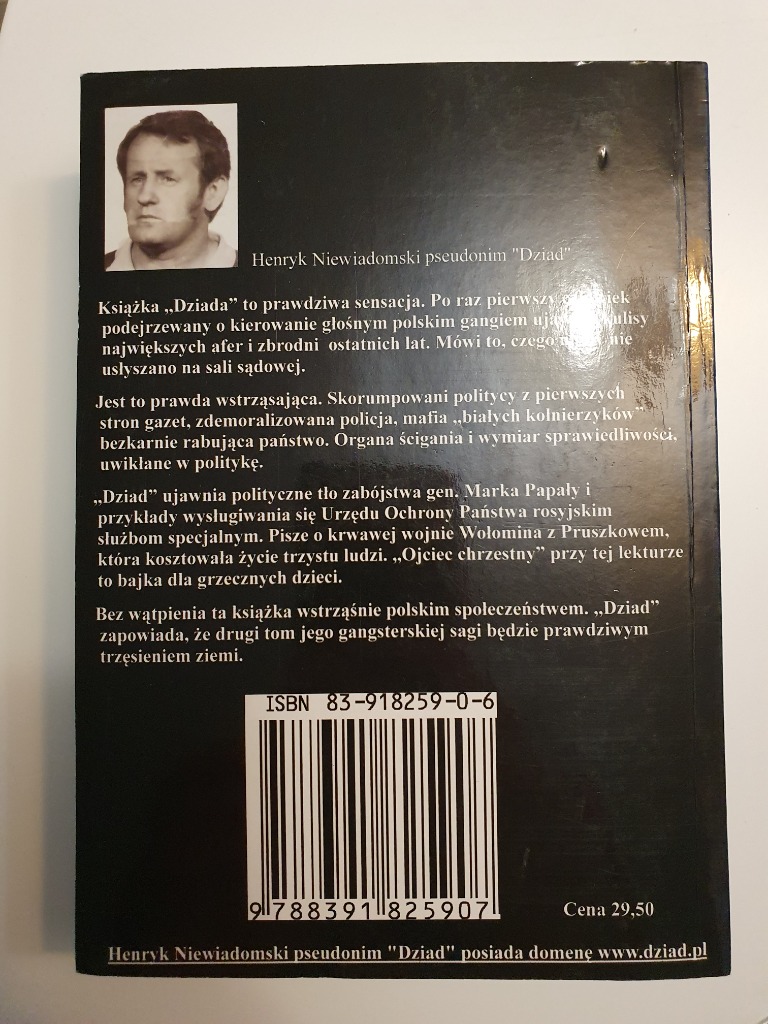 Henryk Niewiadomski pseudonim "Dziad"
Książka „Dziada” to prawdziwa sensacja. Po raz pierwszy
podejrzewany o kierowanie głośnym polskim gangiem
największych afer i zbrodni ostatnich lat. Mówi to, czego nie
usłyszano na sali sądowej.
Jest to prawda wstrząsająca. Skorumpowani politycy z pierwszych
stron gazet, zdemoralizowana policja, mafia „białych kołnierzyków”
bezkarnie rabująca państwo. Organa ścigania i wymiar sprawiedliwości,
uwikłane w politykę.
„Dziad” ujawnia polityczne tło zabójstwa gen. Marka Papały i
przykłady wysługiwania się Urzędu Ochrony Państwa rosyjskim
służbom specjalnym. Pisze o krwawej wojnie Wołomina z Pruszkowem,
która kosztowała życie trzystu ludzi. „Ojciec chrzestny” przy tej lekturze
to bajka dla grzecznych dzieci.
Bez wątpienia ta książka wstrząśnie polskim społeczeństwem. „Dziad”
zapowiada, że drugi tom jego gangsterskiej sagi będzie prawdziwym
trzęsieniem ziemi.
ISBN 83-918259-0-6
9 788391 825907
Cena 29,50
Henryk Niewiadomski pseudonim "Dziad" posiada domenę www.dziad.pl